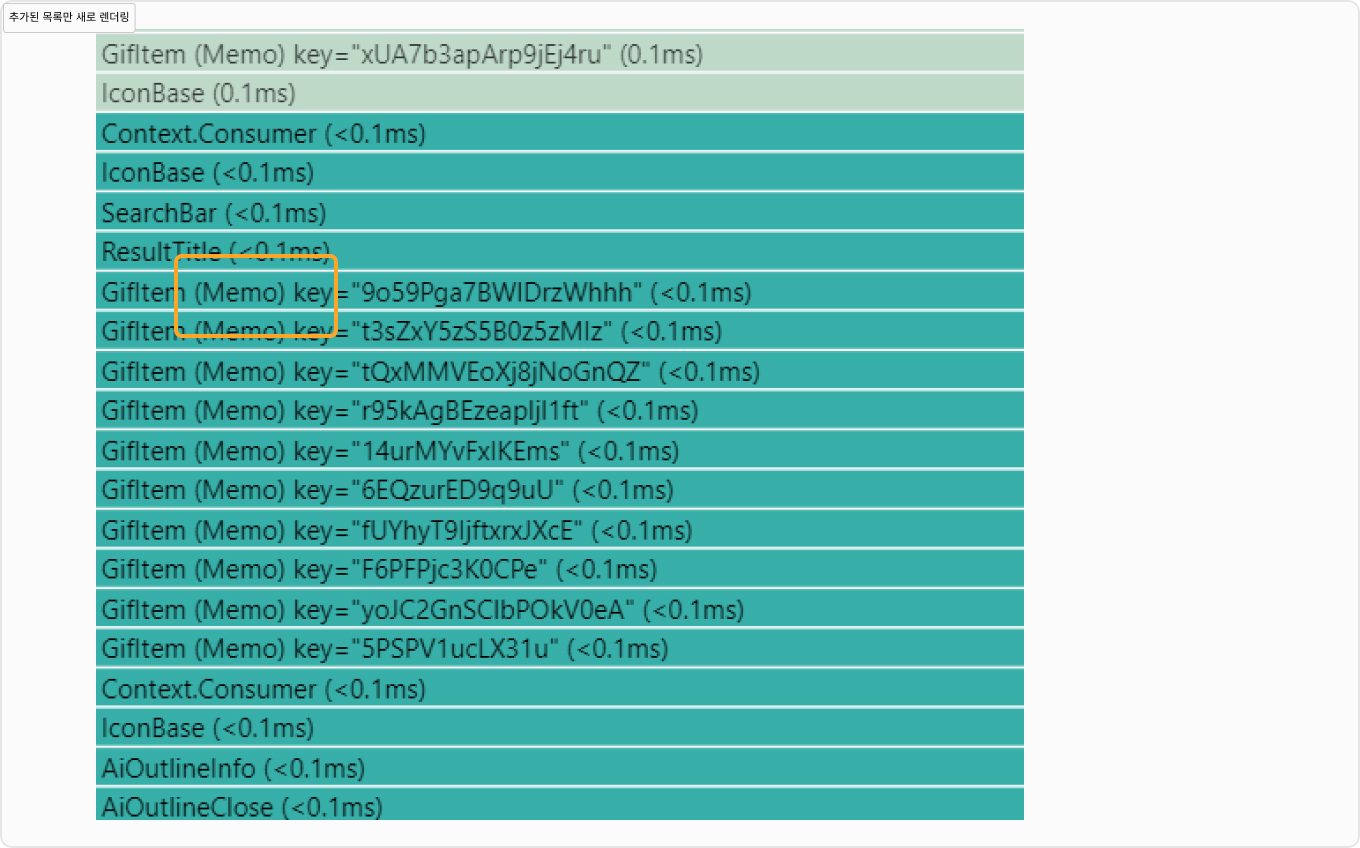 추가된 목록만 새로 렌더링
GifItem (Memo) key="xUA7b3apArp9jEj4ru" (0.1ms)
IconBase (0.1ms)
Context.Consumer (<0.1ms)
IconBase (<0.1ms)
SearchBar (<0.1ms)
ResultTitle (<0.1ms)
GifItem (Memo) key="9o59Pga7BWIDrzWhhh" (<0.1ms)
GifItem (Memo) key="t3sZxY5zS5B0z5zMIz" (<0.1ms)
GifItem (Memo) key="tQxMMVEoXj8jNoGnQZ" (<0.1ms)
GifItem (Memo) key="r95kAgBEzeapIjI1ft" (<0.1ms)
GifItem (Memo) key="14urMYvFxIKEms" (<0.1ms)
GifItem (Memo) key="6EQzurED9q9uU" (<0.1ms)
GifItem (Memo) key="fUYhyT9IjftxrxJXcE" (<0.1ms)
GifItem (Memo) key="F6PFPjc3K0CPe" (<0.1ms)
GifItem (Memo) key="yoJC2GnSClbPOkV0eA" (<0.1ms)
GifItem (Memo) key="5PSPV1ucLX31u" (<0.1ms)
Context.Consumer (<0.1ms)
IconBase (<0.1ms)
AiOutlineInfo (<0.1ms)
AiOutlineClose (<0.1ms)